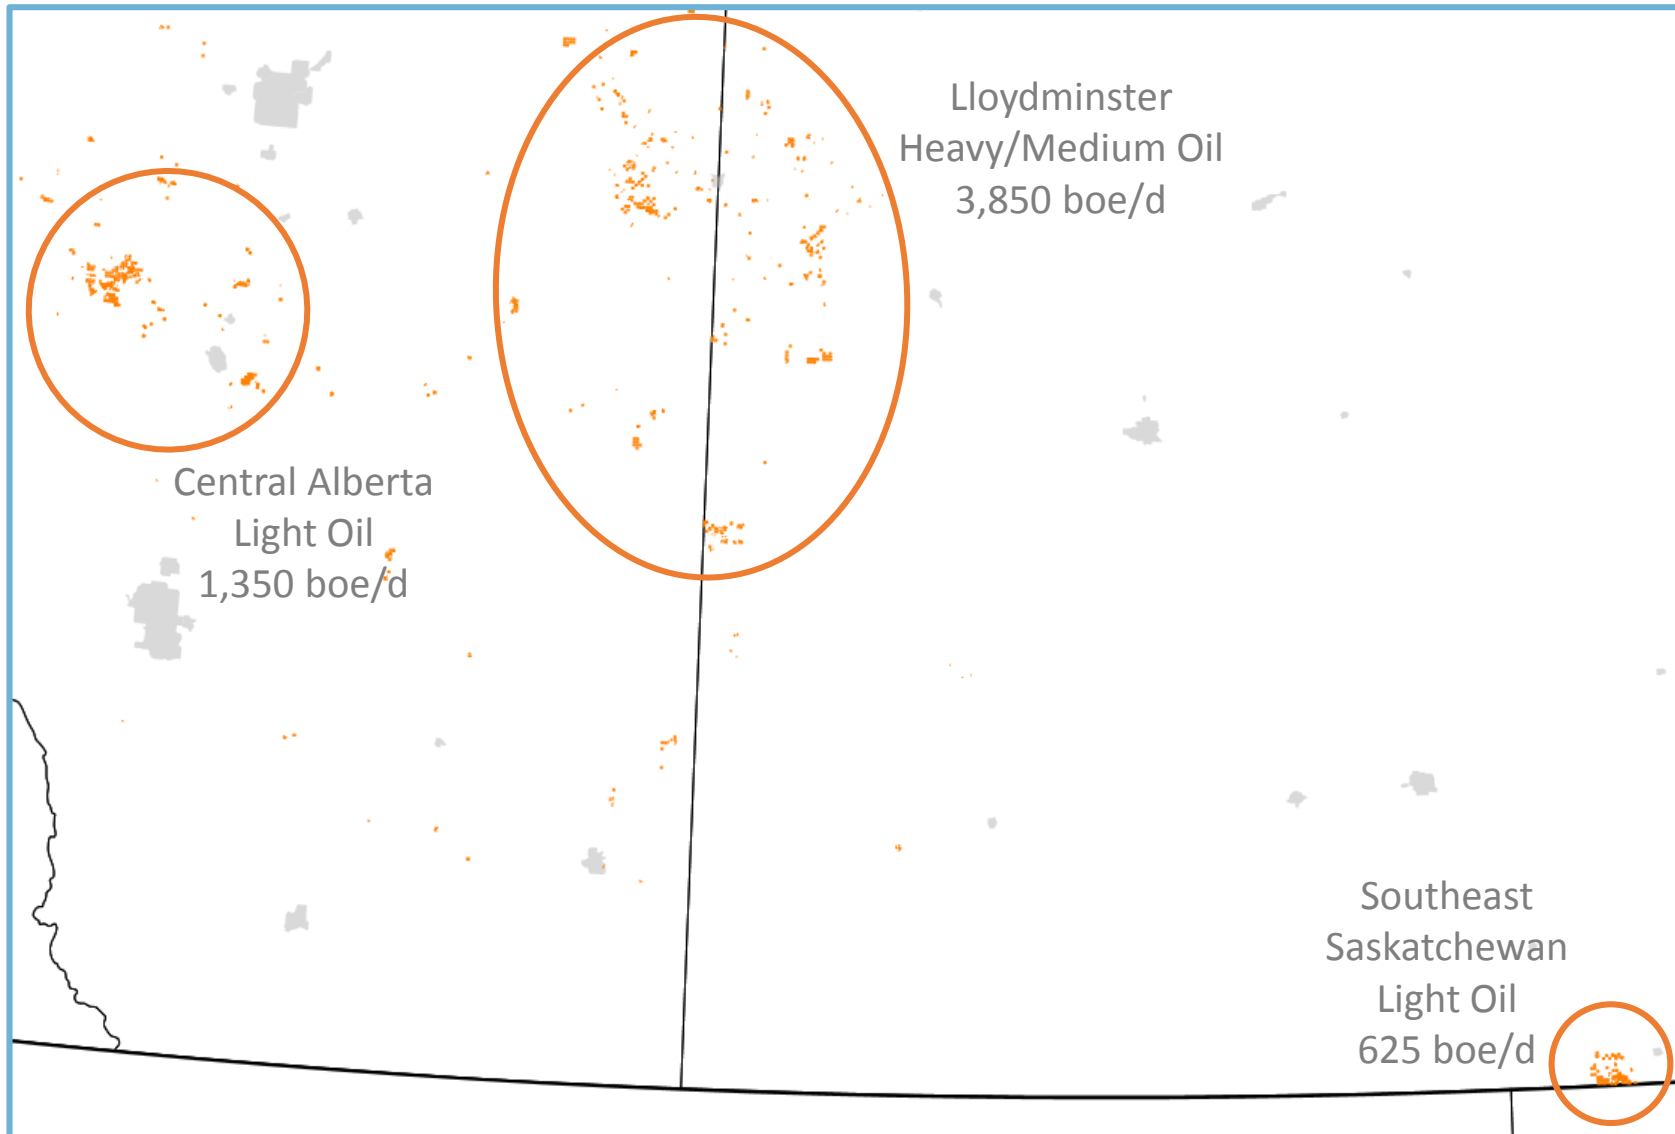 Lloydminster
Heavy/Medium Oil
3,850 boe/d
Central Alberta
Light Oil
1,350 boe/d
Southeast
Saskatchewan
Light Oil
625 boe/d